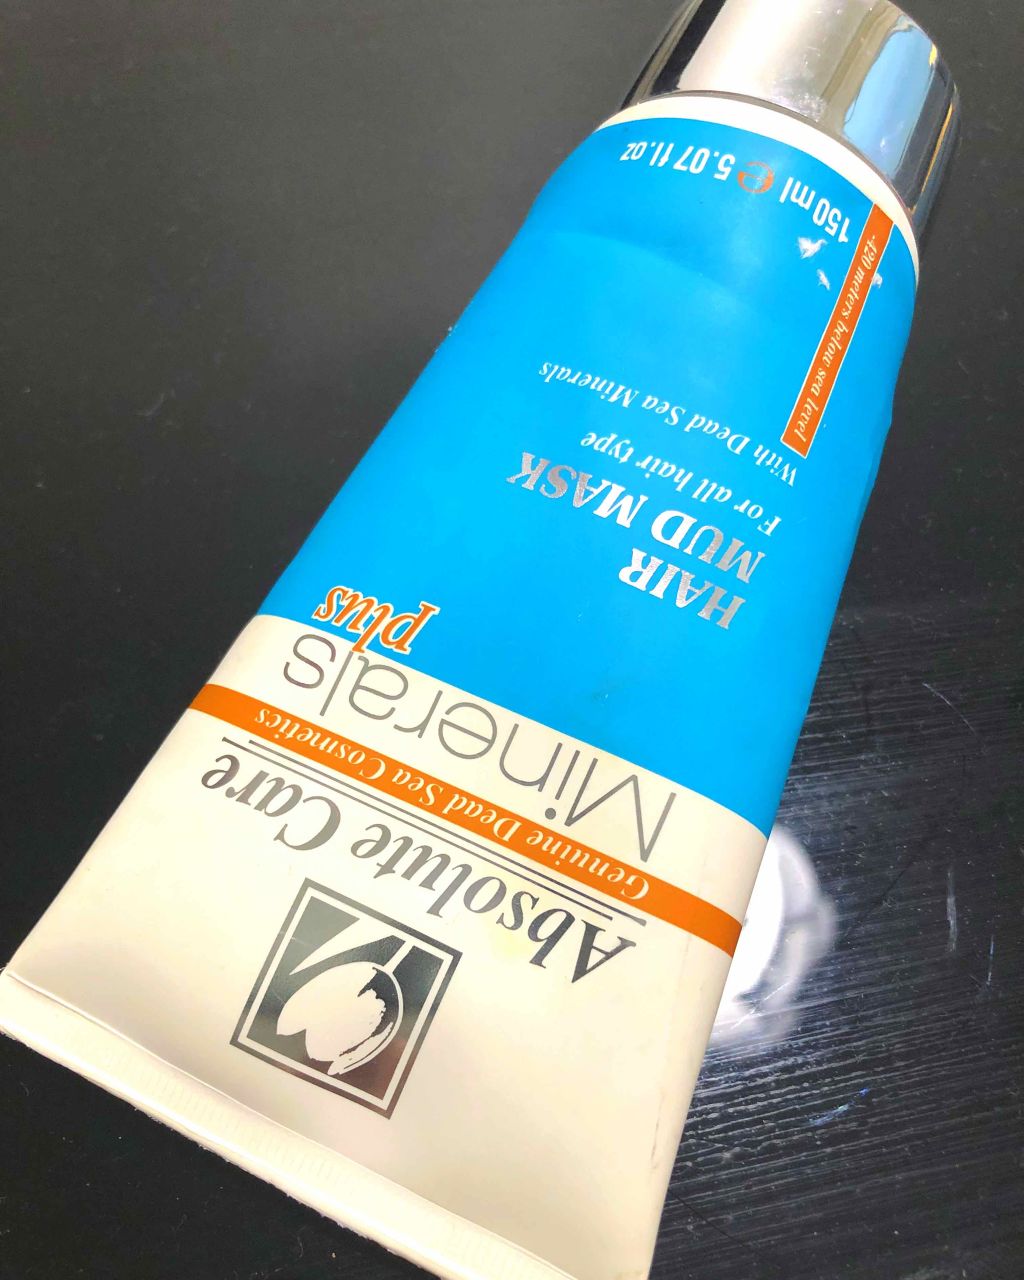 Absolute Care
Genuine Dead Sea Cosmetics
Minerals
plus
HAIR
MUD MASK
For all hair type
With Dead Sea Minerals
-420 meters below sea level
150 ml e 5.07 fl.oz